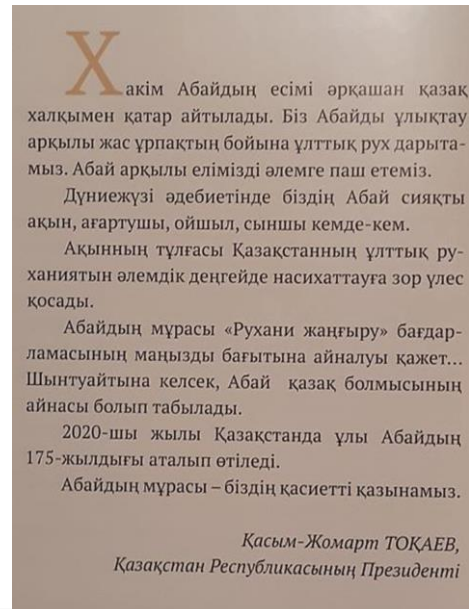 Хакім Абайдың есімі әрқашан қазақ
халқымен қатар айтылады. Біз Абайды ұлықтау
арқылы жас ұрпақтың бойына ұлттық рух дарыта-
мыз. Абай арқылы елімізді әлемге паш етеміз.
Дүниежүзі әдебиетінде біздің Абай сияқты
ақын, ағартушы, ойшыл, сыншы кемде-кем.
Ақынның тұлғасы Қазақстанның ұлттық ру-
ханиятын әлемдік деңгейде насихаттауға зор үлес
қосады.
Абайдың мұрасы «Рухани жаңғыру» бағдар-
ламасының маңызды бағытына айналуы қажет...
Шынтуайтына келсек, Абай қазақ болмысының
айнасы болып табылады.
2020-шы жылы Қазақстанда ұлы Абайдың
175-жылдығы аталып өтіледі.
Абайдың мұрасы – біздің қасиетті қазынамыз.
Қасым-Жомарт ТОҚАЕВ,
Қазақстан Республикасының Президенті